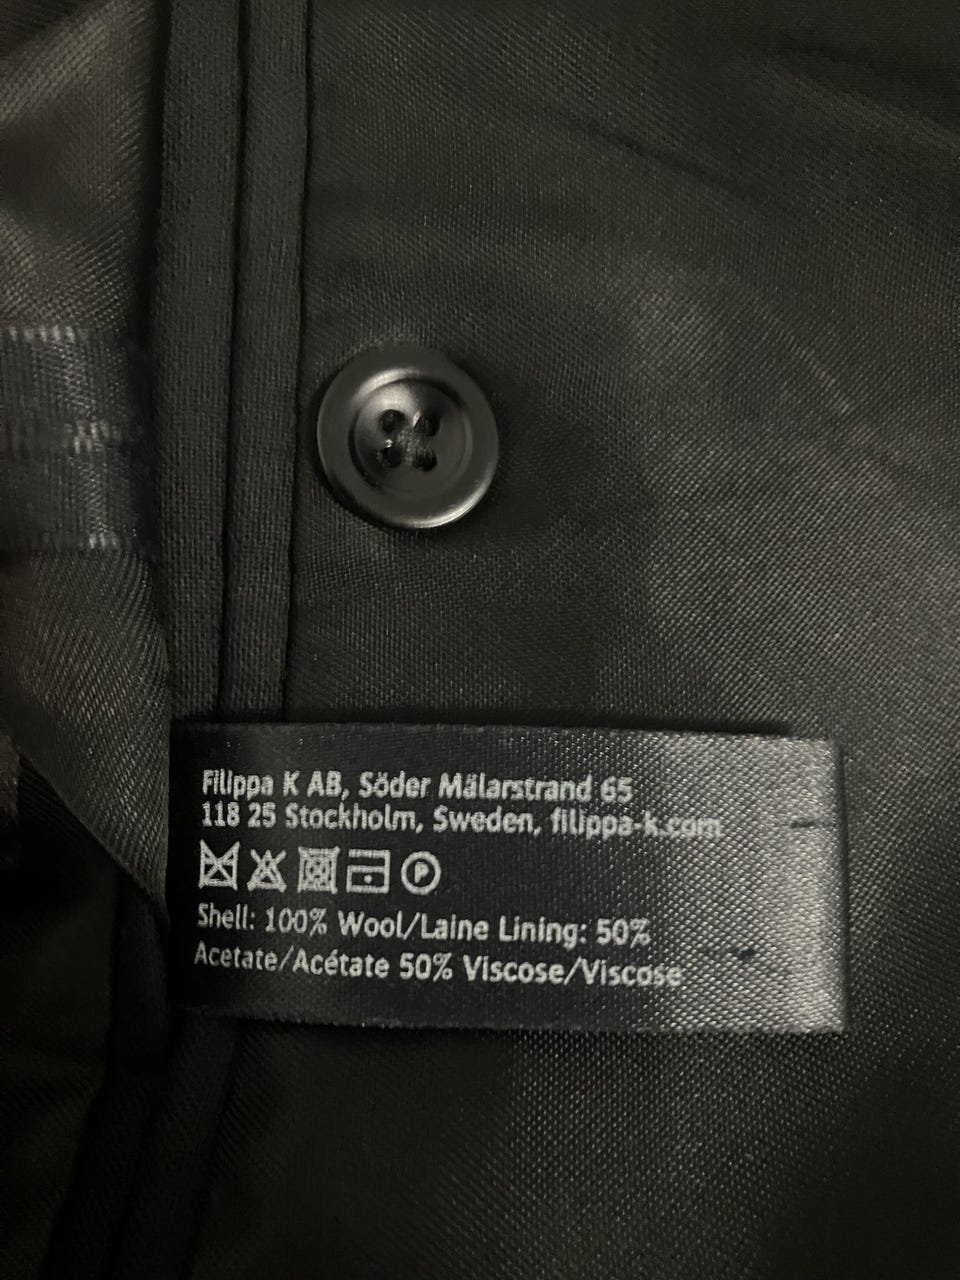 Filippa K AB, Söder Mälarstrand 65
118 25 Stockholm, Sweden, filippa-k.com
P
Shell: 100% Wool/Laine Lining: 50%
Acetate/Acétate 50% Viscose/Viscose